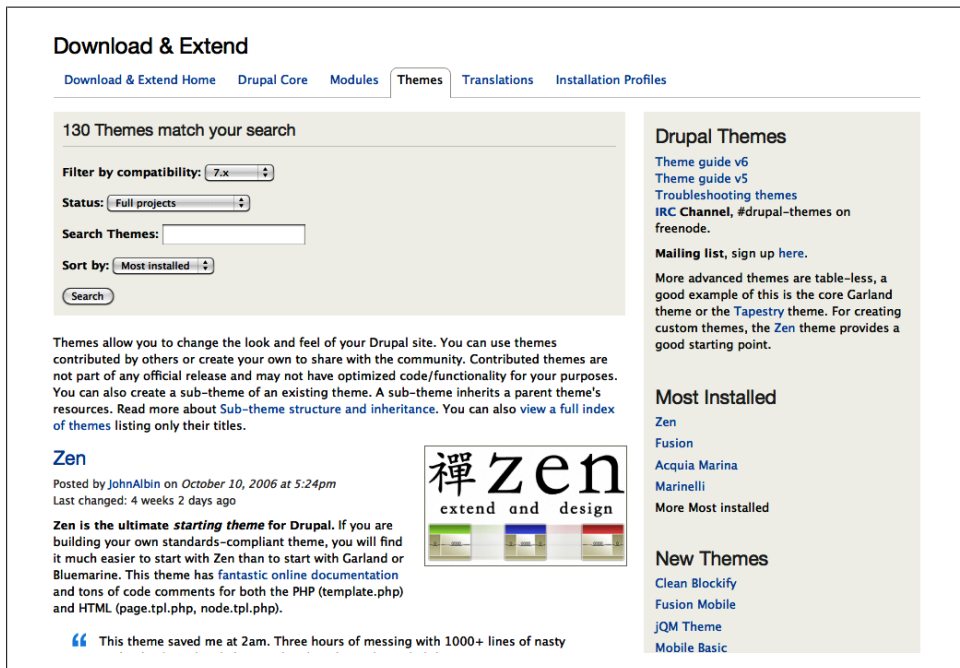 Download & Extend
Download & Extend Home
Drupal Core
Modules
Themes
Translations
Installation Profiles
130 Themes match your search
Filter by compatibility: 7.x
Status: Full projects
Search Themes:
Sort by: Most installed
Search
Themes allow you to change the look and feel of your Drupal site. You can use themes
contributed by others or create your own to share with the community. Contributed themes are
not part of any official release and may not have optimized code/functionality for your purposes.
You can also create a sub-theme of an existing theme. A sub-theme inherits a parent theme's
resources. Read more about Sub-theme structure and inheritance. You can also view a full index
of themes listing only their titles.
Zen
Posted by JohnAlbin on October 10, 2006 at 5:24pm
Last changed: 4 weeks 2 days ago
Zen is the ultimate starting theme for Drupal. If you are
building your own standards-compliant theme, you will find
it much easier to start with Zen than to start with Garland or
Bluemarine. This theme has fantastic online documentation
and tons of code comments for both the PHP (template.php)
and HTML (page.tpl.php, node.tpl.php).
禪 zen
extend and design
“ This theme saved me at 2am. Three hours of messing with 1000+ lines of nasty
Drupal Themes
Theme guide v6
Theme guide v5
Troubleshooting themes
IRC Channel, #drupal-themes on
freenode.
Mailing list, sign up here.
More advanced themes are table-less, a
good example of this is the core Garland
theme or the Tapestry theme. For creating
custom themes, the Zen theme provides a
good starting point.
Most Installed
Zen
Fusion
Acquia Marina
Marinelli
More Most installed
New Themes
Clean Blockify
Fusion Mobile
jQM Theme
Mobile Basic